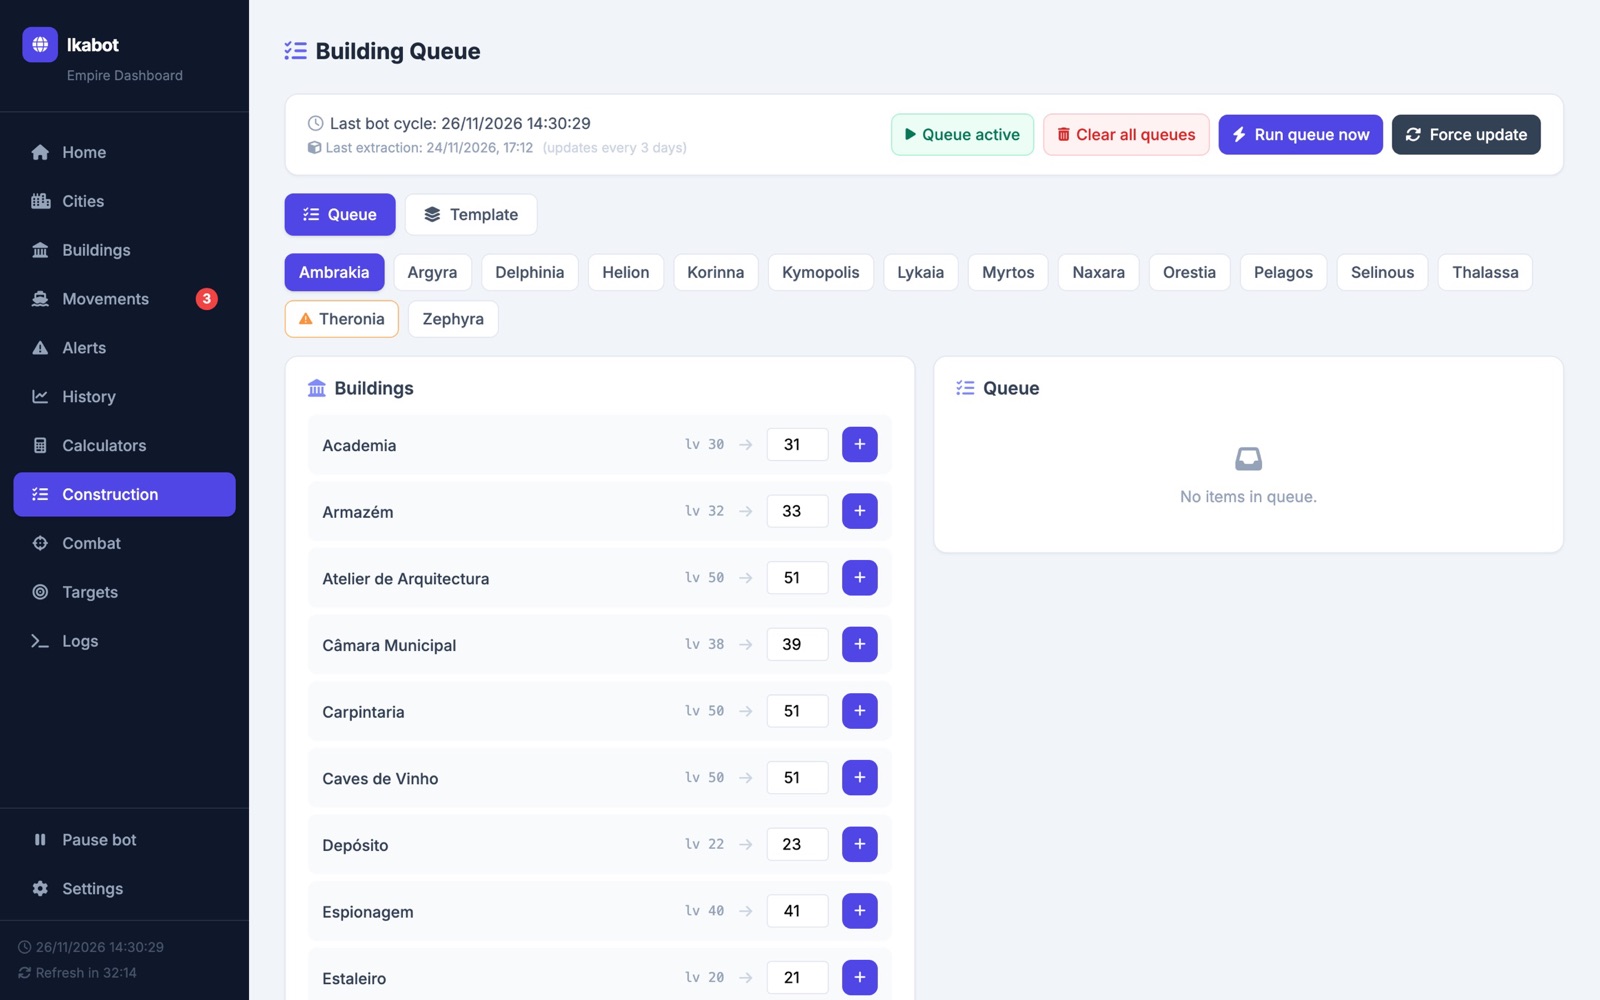 Ikabot
Empire Dashboard
Home
Cities
Buildings
Movements 3
Alerts
History
Calculators
Construction
Combat
Targets
Logs
Pause bot
Settings
26/11/2026 14:30:29
Refresh in 32:14
Building Queue
Last bot cycle: 26/11/2026 14:30:29
Last extraction: 24/11/2026, 17:12 (updates every 3 days)
Queue active
Clear all queues
Run queue now
Force update
Queue
Template
Ambrakia Argyra Delphinia Helion Korinna Kymopolis Lykaia Myrtos Naxara Orestia Pelagos Selinous Thalassa
Theronia Zephyra
Buildings
Academia lv 30 → 31 +
Armazém lv 32 → 33 +
Atelier de Arquitectura lv 50 → 51 +
Câmara Municipal lv 38 → 39 +
Carpintaria lv 50 → 51 +
Caves de Vinho lv 50 → 51 +
Depósito lv 22 → 23 +
Espionagem lv 40 → 41 +
Estaleiro lv 20 → 21 +
Queue
No items in queue.